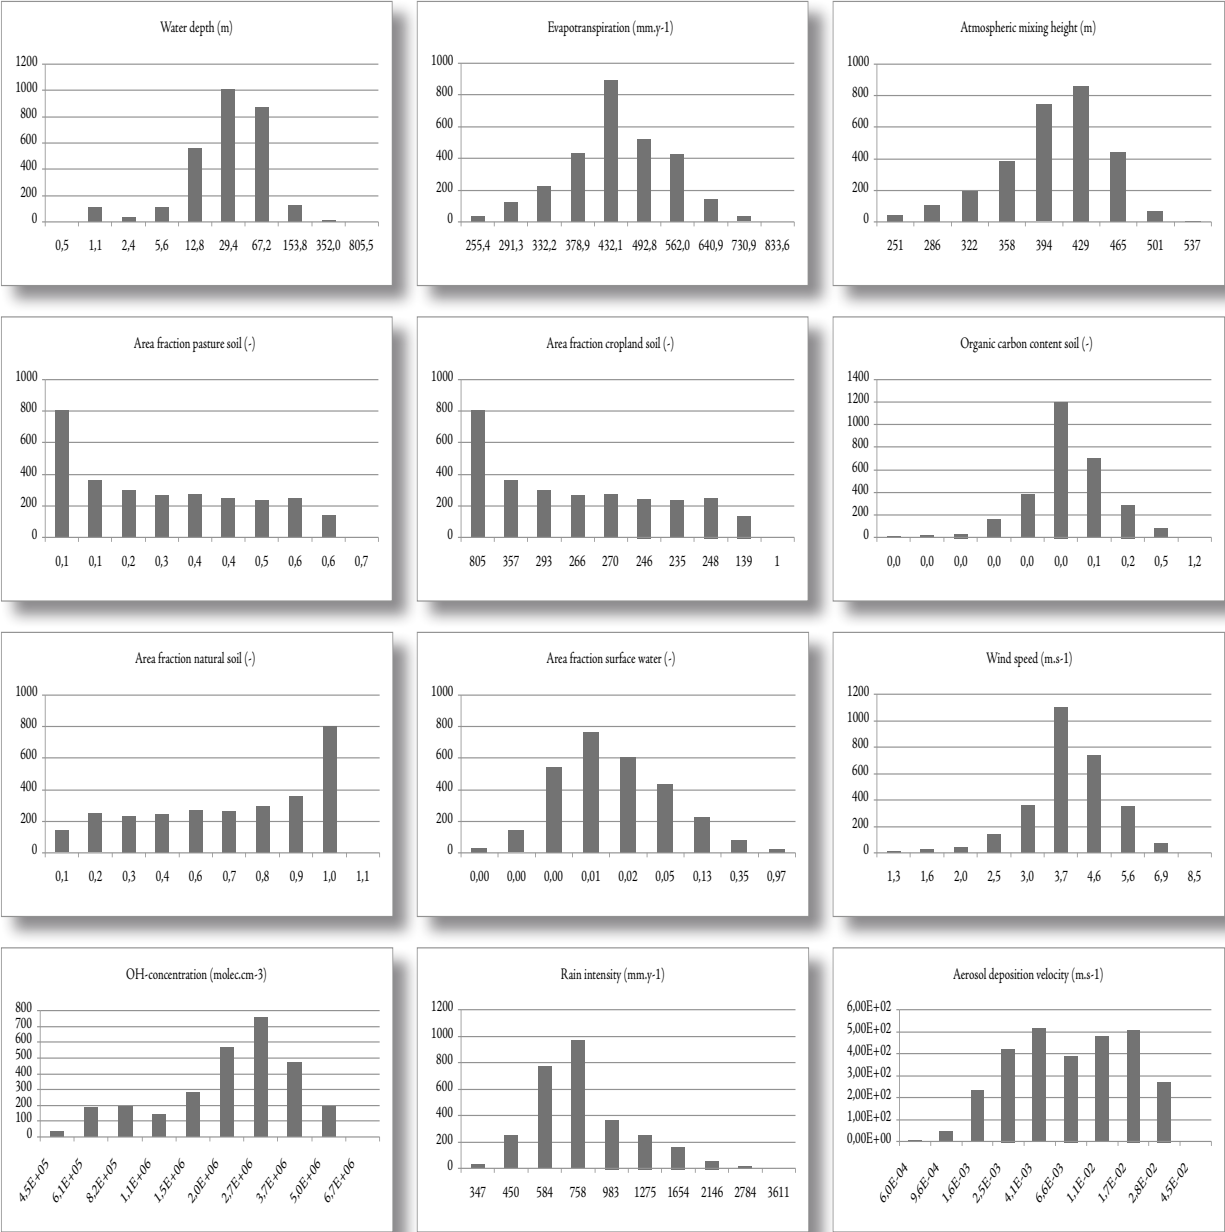 Water depth (m)
1200
1000
800
600
400
200
0
0,5 1,1 2,4 5,6 12,8 29,4 67,2 153,8 352,0 805,5
Evapotranspiration (mm.y-1)
1000
800
600
400
200
0
255,4 291,3 332,2 378,9 432,1 492,8 562,0 640,9 730,9 833,6
Atmospheric mixing height (m)
1000
800
600
400
200
0
251 286 322 358 394 429 465 501 537
Area fraction pasture soil (-)
1000
800
600
400
200
0
0,1 0,1 0,2 0,3 0,4 0,4 0,5 0,6 0,6 0,7
Area fraction cropland soil (-)
1000
800
600
400
200
0
805 357 293 266 270 246 235 248 139 1
Organic carbon content soil (-)
1400
1200
1000
800
600
400
200
0
0,0 0,0 0,0 0,0 0,0 0,0 0,1 0,2 0,5 1,2
Area fraction natural soil (-)
1000
800
600
400
200
0
0,1 0,2 0,3 0,4 0,6 0,7 0,8 0,9 1,0 1,1
Area fraction surface water (-)
1000
800
600
400
200
0
0,00 0,00 0,00 0,01 0,02 0,05 0,13 0,35 0,97
Wind speed (m.s-1)
1200
1000
800
600
400
200
0
1,3 1,6 2,0 2,5 3,0 3,7 4,6 5,6 6,9 8,5
OH-concentration (molec.cm-3)
800
700
600
500
400
300
200
100
0
4.5E+05 6.1E+05 8.2E+05 1.1E+06 1.5E+06 2.0E+06 2.7E+06 3.7E+06 5.0E+06 6.7E+06
Rain intensity (mm.y-1)
1200
1000
800
600
400
200
0
347 450 584 758 983 1275 1654 2146 2784 3611
Aerosol deposition velocity (m.s-1)
6,00E+02
5,00E+02
4,00E+02
3,00E+02
2,00E+02
1,00E+02
0,00E+00
6.0E-04 9.6E-04 1.6E-03 2.5E-03 4.1E-03 6.6E-03 1.1E-02 1.7E-02 2.8E-02 4.5E-02